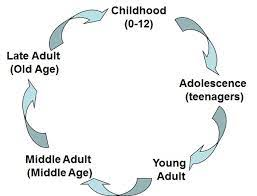 Childhood
(0-12)
Adolescence
(teenagers)
Young
Adult
Middle Adult
(Middle Age)
Late Adult
(Old Age)